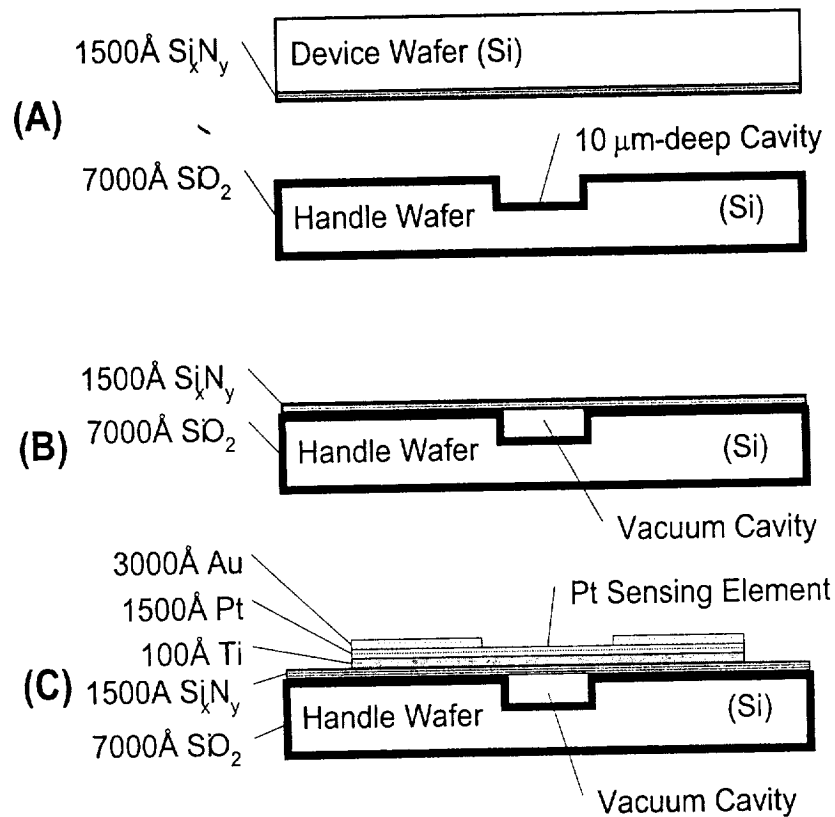 1500Å SixNy
Device Wafer (Si)
(A)
10 μm-deep Cavity
7000Å SiO2
Handle Wafer
(Si)
1500Å SixNy
7000Å SiO2
(B)
Handle Wafer
(Si)
Vacuum Cavity
3000Å Au
1500Å Pt
Pt Sensing Element
100Å Ti
1500A SixNy
(C)
Handle Wafer
(Si)
7000Å SiO2
Vacuum Cavity